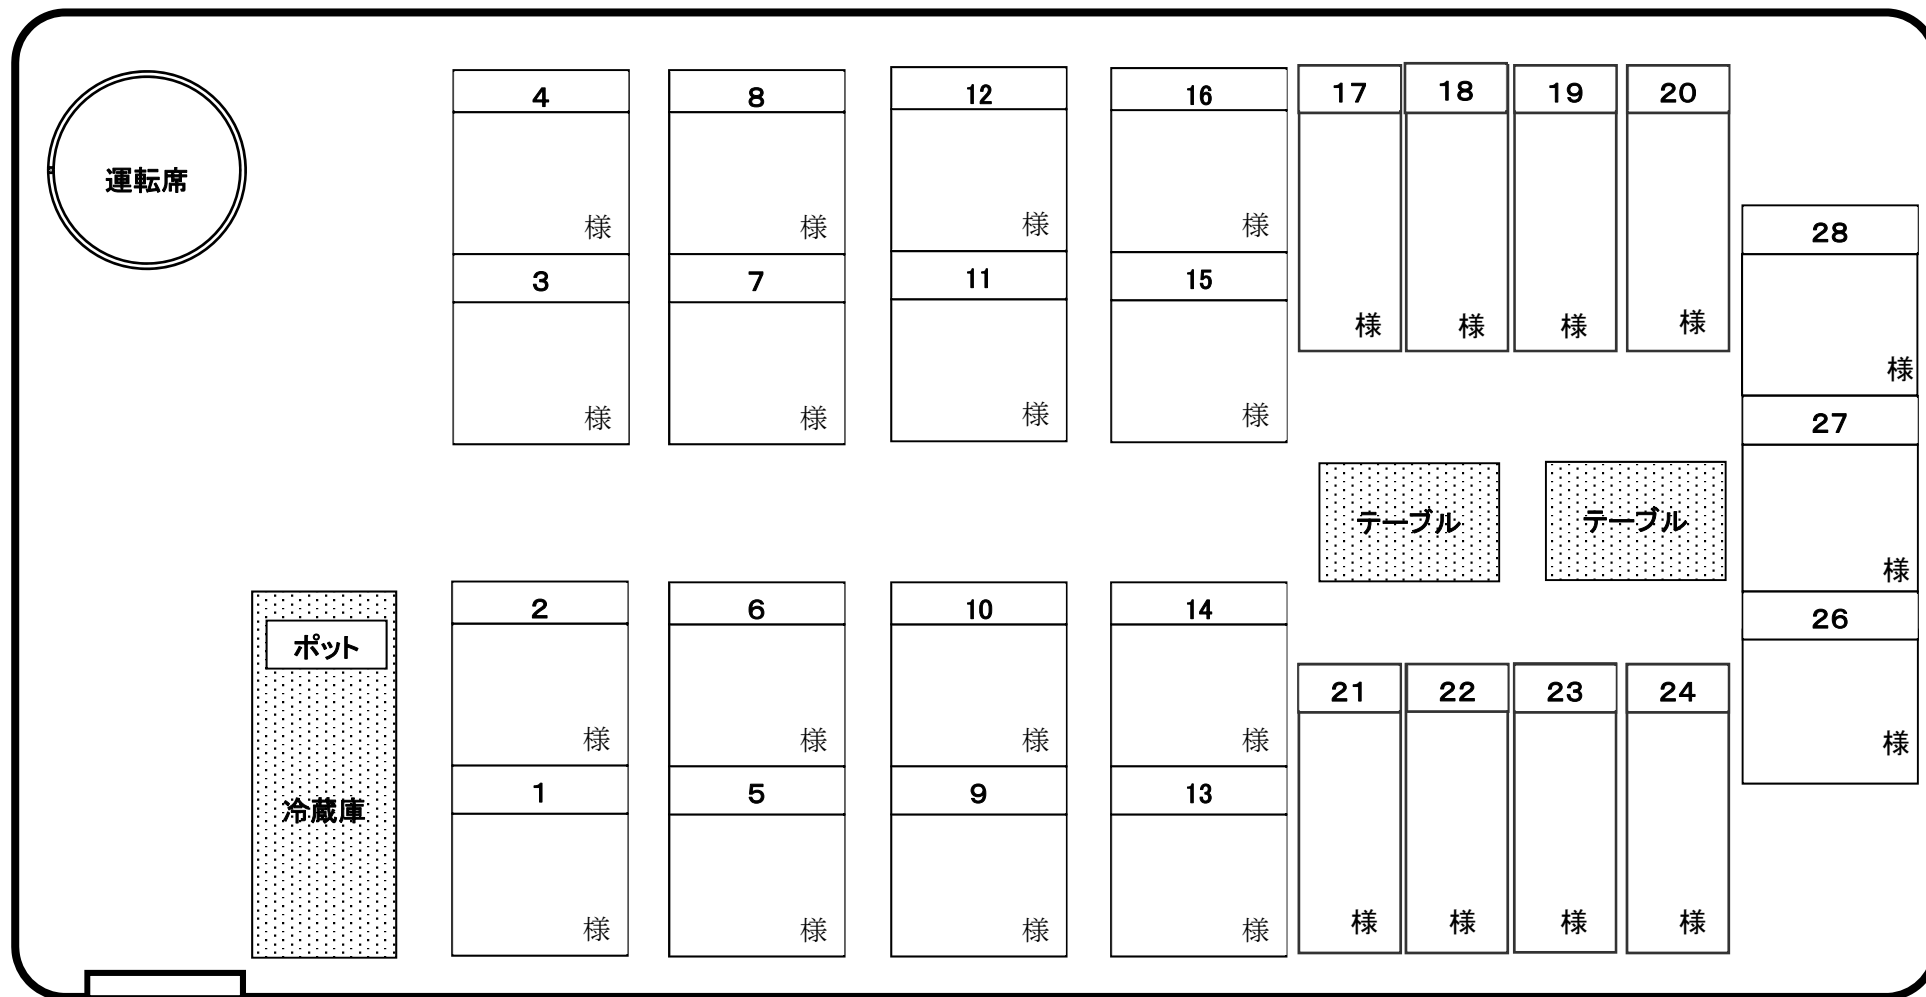 運転席
4 8 12 16 17 18 19 20
様 様 様 様
28
3 7 11 15
様 様 様 様
様
様 様 様 様
27
テーブル テーブル
様
2 6 10 14
26
ポット
21 22 23 24
様 様 様 様
様
1 5 9 13
冷蔵庫
様 様 様 様
様 様 様 様